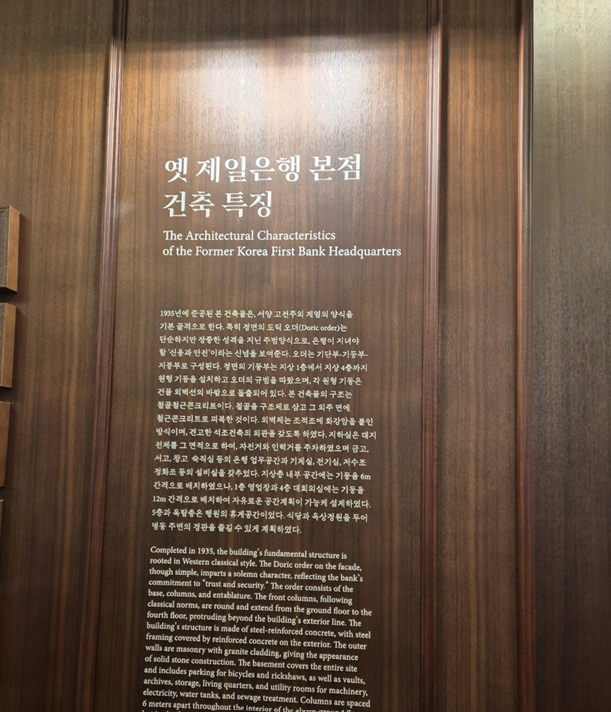 옛 제일은행 본점
건축 특징
The Architectural Characteristics
of the Former Korea First Bank Headquarters
1935년에 준공된 본 건축물은, 서양 고전주의 계열의 양식을
기본 골격으로 한다. 특히 정면의 도릭 오더(Doric order)는
단순하지만 장중한 성격을 지닌 주범양식으로, 은행이 지녀야
할 '신용과 안전'이라는 신념을 보여준다. 오더는 기단부-기둥부-
지붕부로 구성된다. 정면의 기둥부는 지상 1층에서 지상 4층까지
원형 기둥을 설치하고 오더의 규범을 따랐으며, 각 원형 기둥은
건물 외벽선의 바깥으로 돌출되어 있다. 본 건축물의 구조는
철골철근콘크리트이다. 철골을 구조체로 삼고 그 외주 면에
철근콘크리트로 피복한 것이다. 외벽체는 조적조에 화강암을 붙인
방식이며, 견고한 석조건축의 외관을 갖도록 하였다. 지하실은 대지
전체를 그 면적으로 하여, 자전거와 인력거를 주차하였으며 금고,
서고, 창고, 숙직실 등의 은행 업무공간과 기계실, 전기실, 저수조
정화조 등의 설비실을 갖추었다. 지상층 내부 공간에는 기둥을 6m
간격으로 배치하였으나, 1층 영업장과 4층 대회의실에는 기둥을
12m 간격으로 배치하여 자유로운 공간계획이 가능케 설계하였다.
5층과 옥탑층은 행원의 휴게공간이었다. 식당과 옥상정원을 두어
명동 주변의 경관을 즐길 수 있게 계획하였다.
Completed in 1935, the building's fundamental structure is
rooted in Western classical style. The Doric order on the facade,
though simple, imparts a solemn character, reflecting the bank's
commitment to "trust and security." The order consists of the
base, columns, and entablature. The front columns, following
classical norms, are round and extend from the ground floor to the
fourth floor, protruding beyond the building's exterior line. The
building's structure is made of steel-reinforced concrete, with steel
framing covered by reinforced concrete on the exterior. The outer
walls are masonry with granite cladding, giving the appearance
of solid stone construction. The basement covers the entire site
and includes parking for bicycles and rickshaws, as well as vaults,
archives, storage, living quarters, and utility rooms for machinery,
electricity, water tanks, and sewage treatment. Columns are spaced
6 meters apart throughout the interior of the above-ground